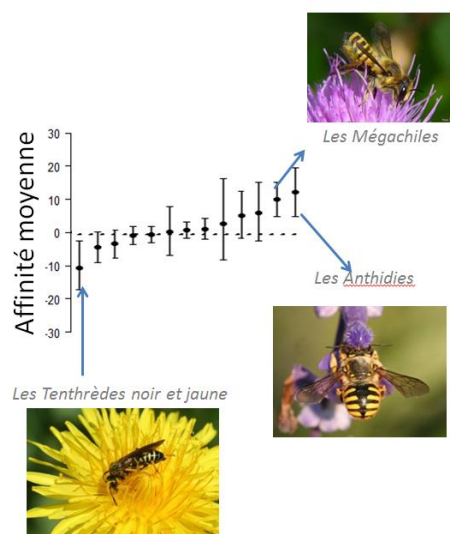 Les Mégachiles
Affinité moyenne
30
20
10
0
-10
-20
-30
Les Anthidies
Les Tenthrèdes noir et jaune